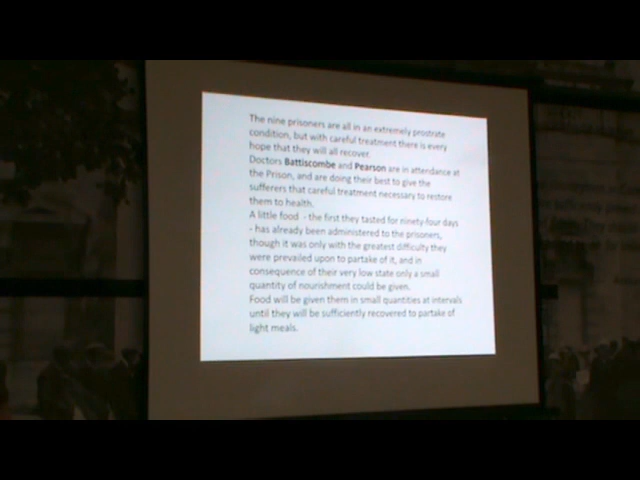 The nine prisoners are all in an extremely prostrate
condition, but with careful treatment there is every
hope that they will all recover.
Doctors Battiscombe and Pearson are in attendance at
the Prison, and are doing their best to give the
sufferers that careful treatment necessary to restore
them to health.
A little food - the first they tasted for ninety-four days
- has already been administered to the prisoners,
though it was only with the greatest difficulty they
were prevailed upon to partake of it, and in
consequence of their very low state only a small
quantity of nourishment could be given.
Food will be given them in small quantities at intervals
until they will be sufficiently recovered to partake of
light meals.